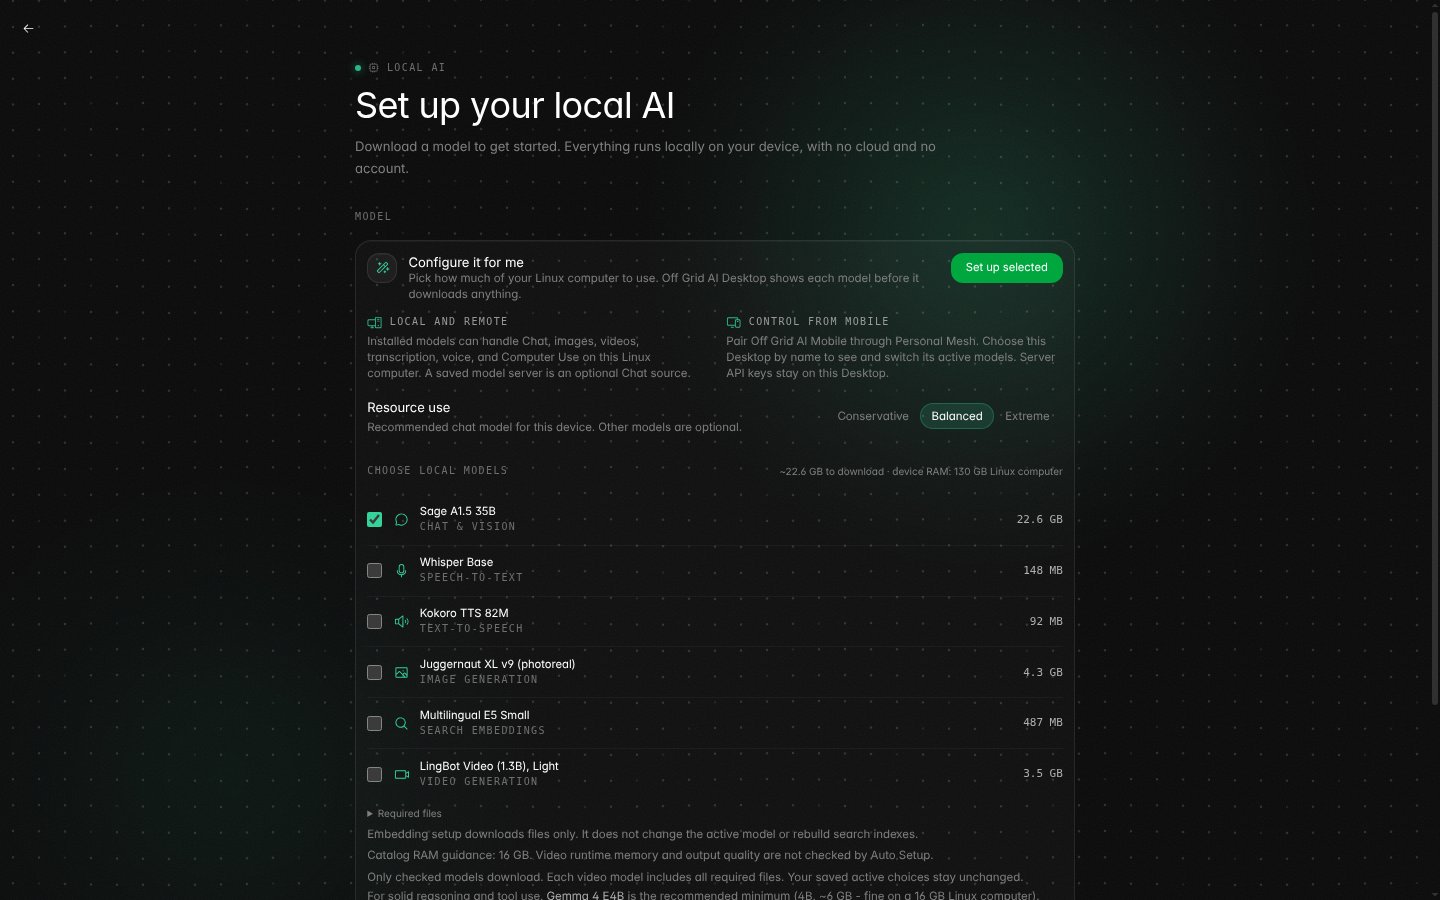 LOCAL AI
Set up your local AI
Download a model to get started. Everything runs locally on your device, with no cloud and no
account.
MODEL
Configure it for me
Pick how much of your Linux computer to use. Off Grid AI Desktop shows each model before it
downloads anything.
Set up selected
LOCAL AND REMOTE
Installed models can handle Chat, images, videos,
transcription, voice, and Computer Use on this Linux
computer. A saved model server is an optional Chat source.
CONTROL FROM MOBILE
Pair Off Grid AI Mobile through Personal Mesh. Choose this
Desktop by name to see and switch its active models. Server
API keys stay on this Desktop.
Resource use
Recommended chat model for this device. Other models are optional.
Conservative Balanced Extreme
CHOOSE LOCAL MODELS ~22.6 GB to download · device RAM: 130 GB Linux computer
Sage A1.5 35B
CHAT & VISION
22.6 GB
Whisper Base
SPEECH-TO-TEXT
148 MB
Kokoro TTS 82M
TEXT-TO-SPEECH
92 MB
Juggernaut XL v9 (photoreal)
IMAGE GENERATION
4.3 GB
Multilingual E5 Small
SEARCH EMBEDDINGS
487 MB
LingBot Video (1.3B), Light
VIDEO GENERATION
3.5 GB
Required files
Embedding setup downloads files only. It does not change the active model or rebuild search indexes.
Catalog RAM guidance: 16 GB. Video runtime memory and output quality are not checked by Auto Setup.
Only checked models download. Each video model includes all required files. Your saved active choices stay unchanged.
For solid reasoning and tool use, Gemma 4 E4B is the recommended minimum (4B, ~6 GB - fine on a 16 GB Linux computer).